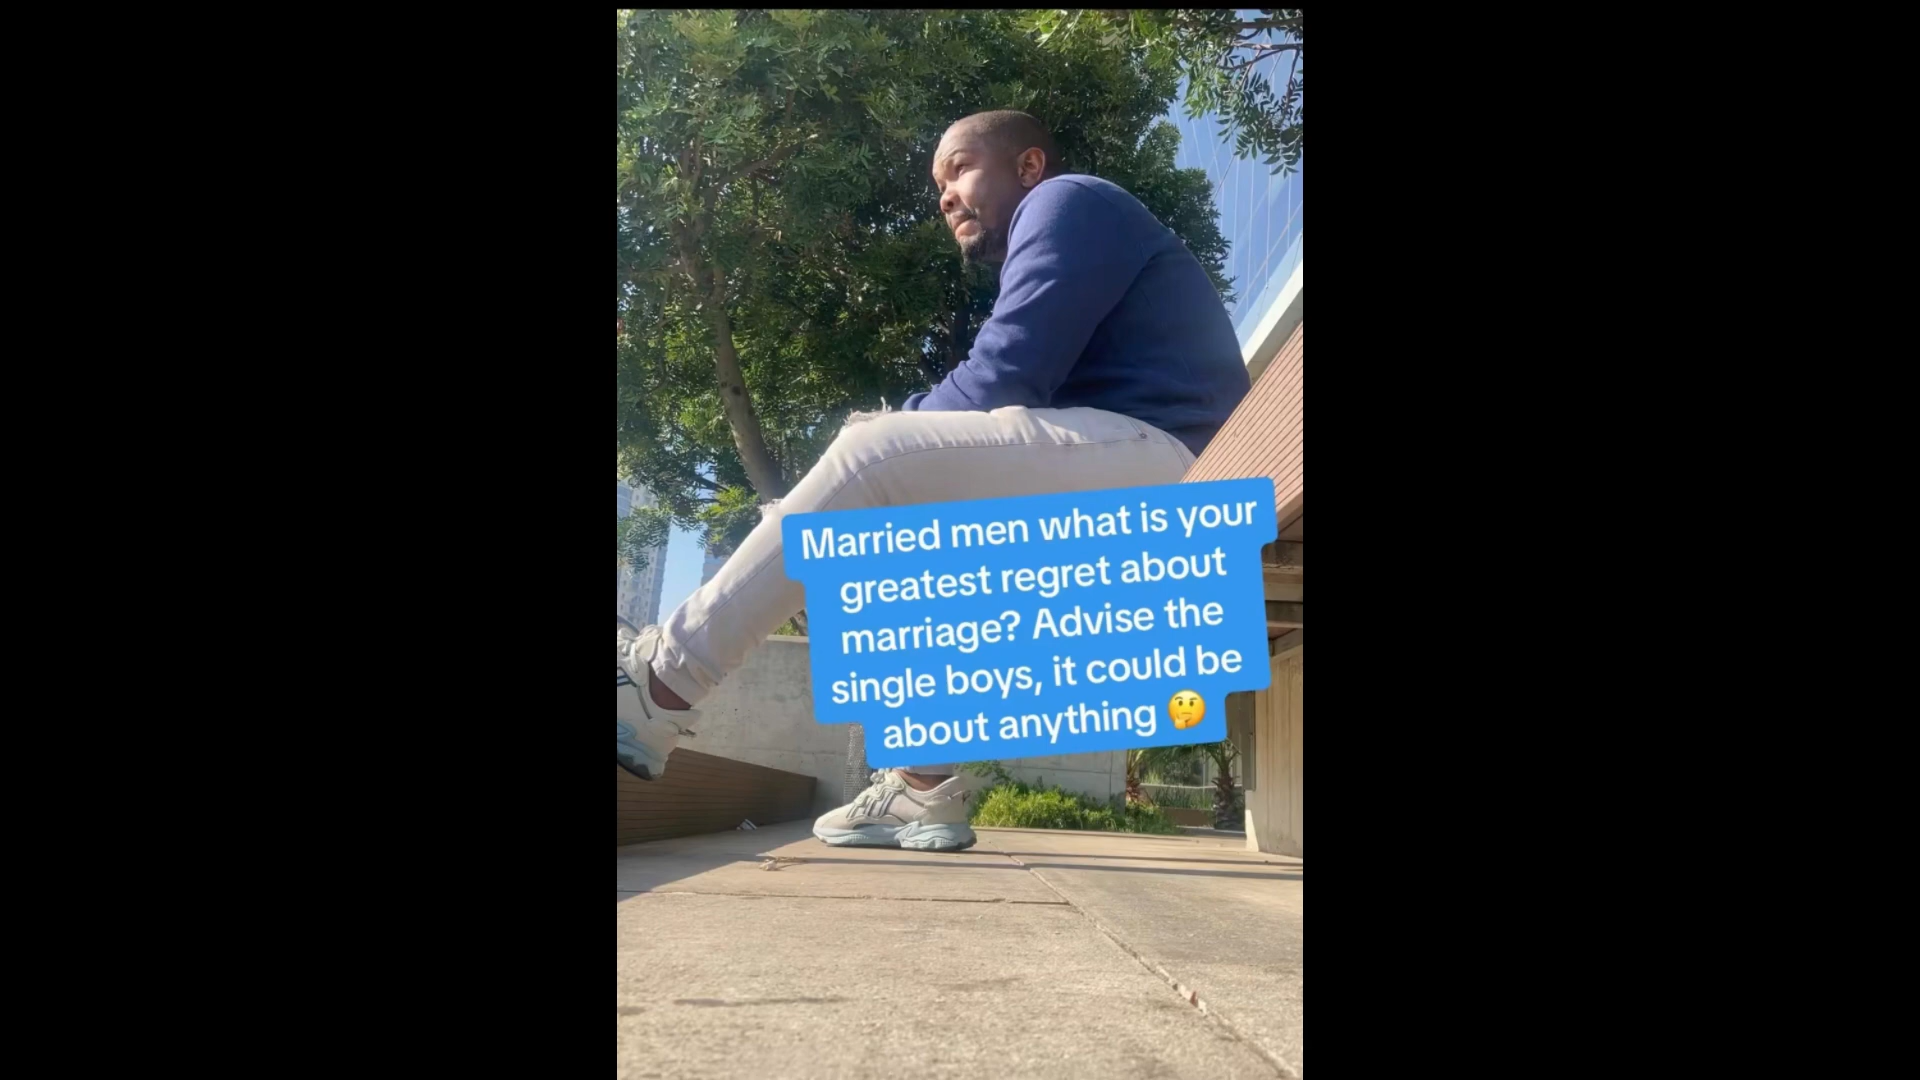 Married men what is your
greatest regret about
marriage? Advise the
single boys, it could be
about anything 🤔